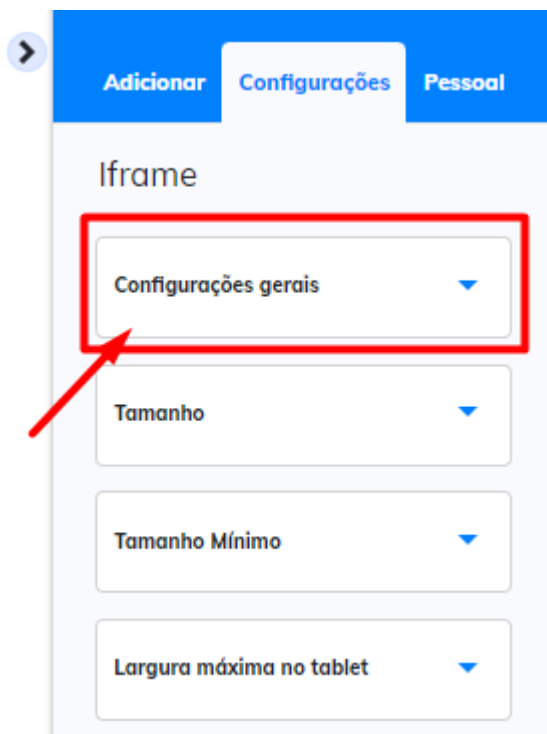 Adicionar Configurações Pessoal
Iframe
Configurações gerais
Tamanho
Tamanho Mínimo
Largura máxima no tablet